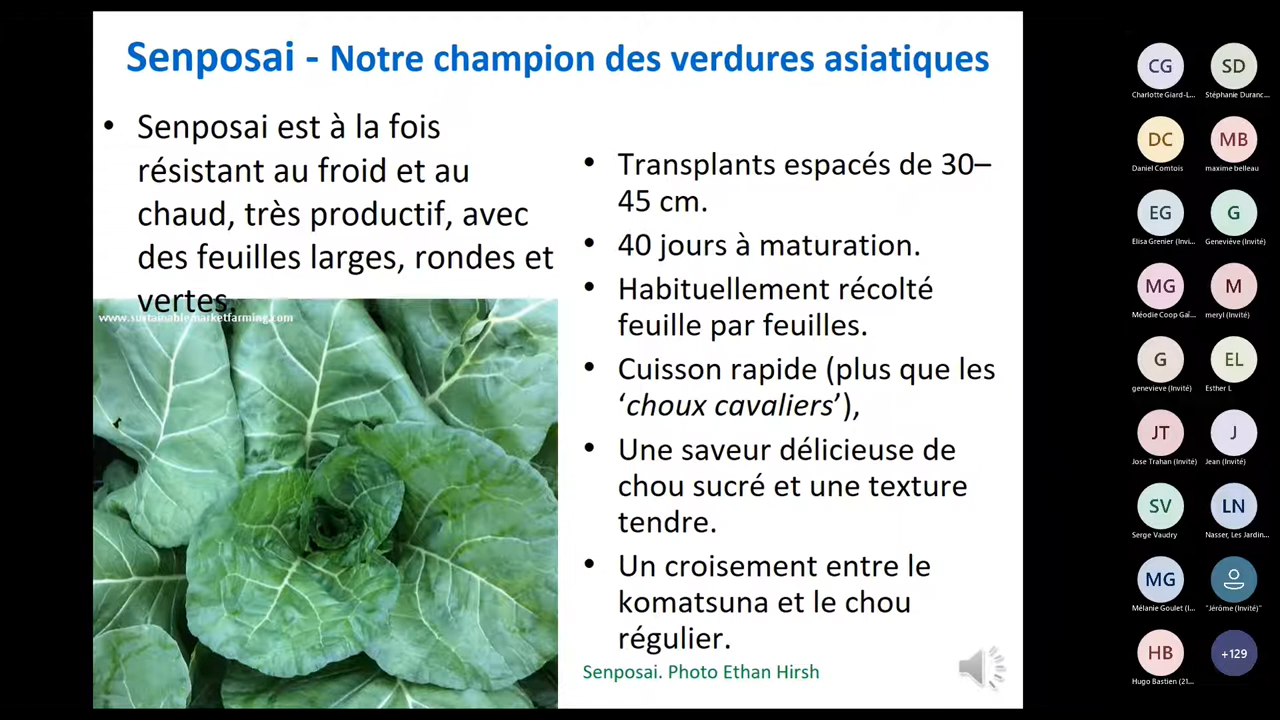 Senposai - Notre champion des verdures asiatiques
• Senposai est à la fois
résistant au froid et au
chaud, très productif, avec
des feuilles larges, rondes et
vertes.
www.sustainablemarketfarming.com
• Transplants espacés de 30–
45 cm.
• 40 jours à maturation.
• Habituellement récolté
feuille par feuilles.
• Cuisson rapide (plus que les
‘choux cavaliers’),
• Une saveur délicieuse de
chou sucré et une texture
tendre.
• Un croisement entre le
komatsuna et le chou
régulier.
Senposai. Photo Ethan Hirsh
CG
Charlotte Giard-L...
SD
Stéphanie Duranc...
DC
Daniel Comtois
MB
maxime belleau
EG
Elisa Grenier (Invi...
G
Geneviève (Invité)
MG
Méodie Coop Gaï...
M
meryl (Invité)
G
genevieve (Invité)
EL
Esther L
JT
Jose Trahan (Invité)
J
Jean (Invité)
SV
Serge Vaudry
LN
Nasser, Les Jardin...
MG
Mélanie Goulet (I...
"Jérôme (Invité)"
HB
Hugo Bastien (21...
+129